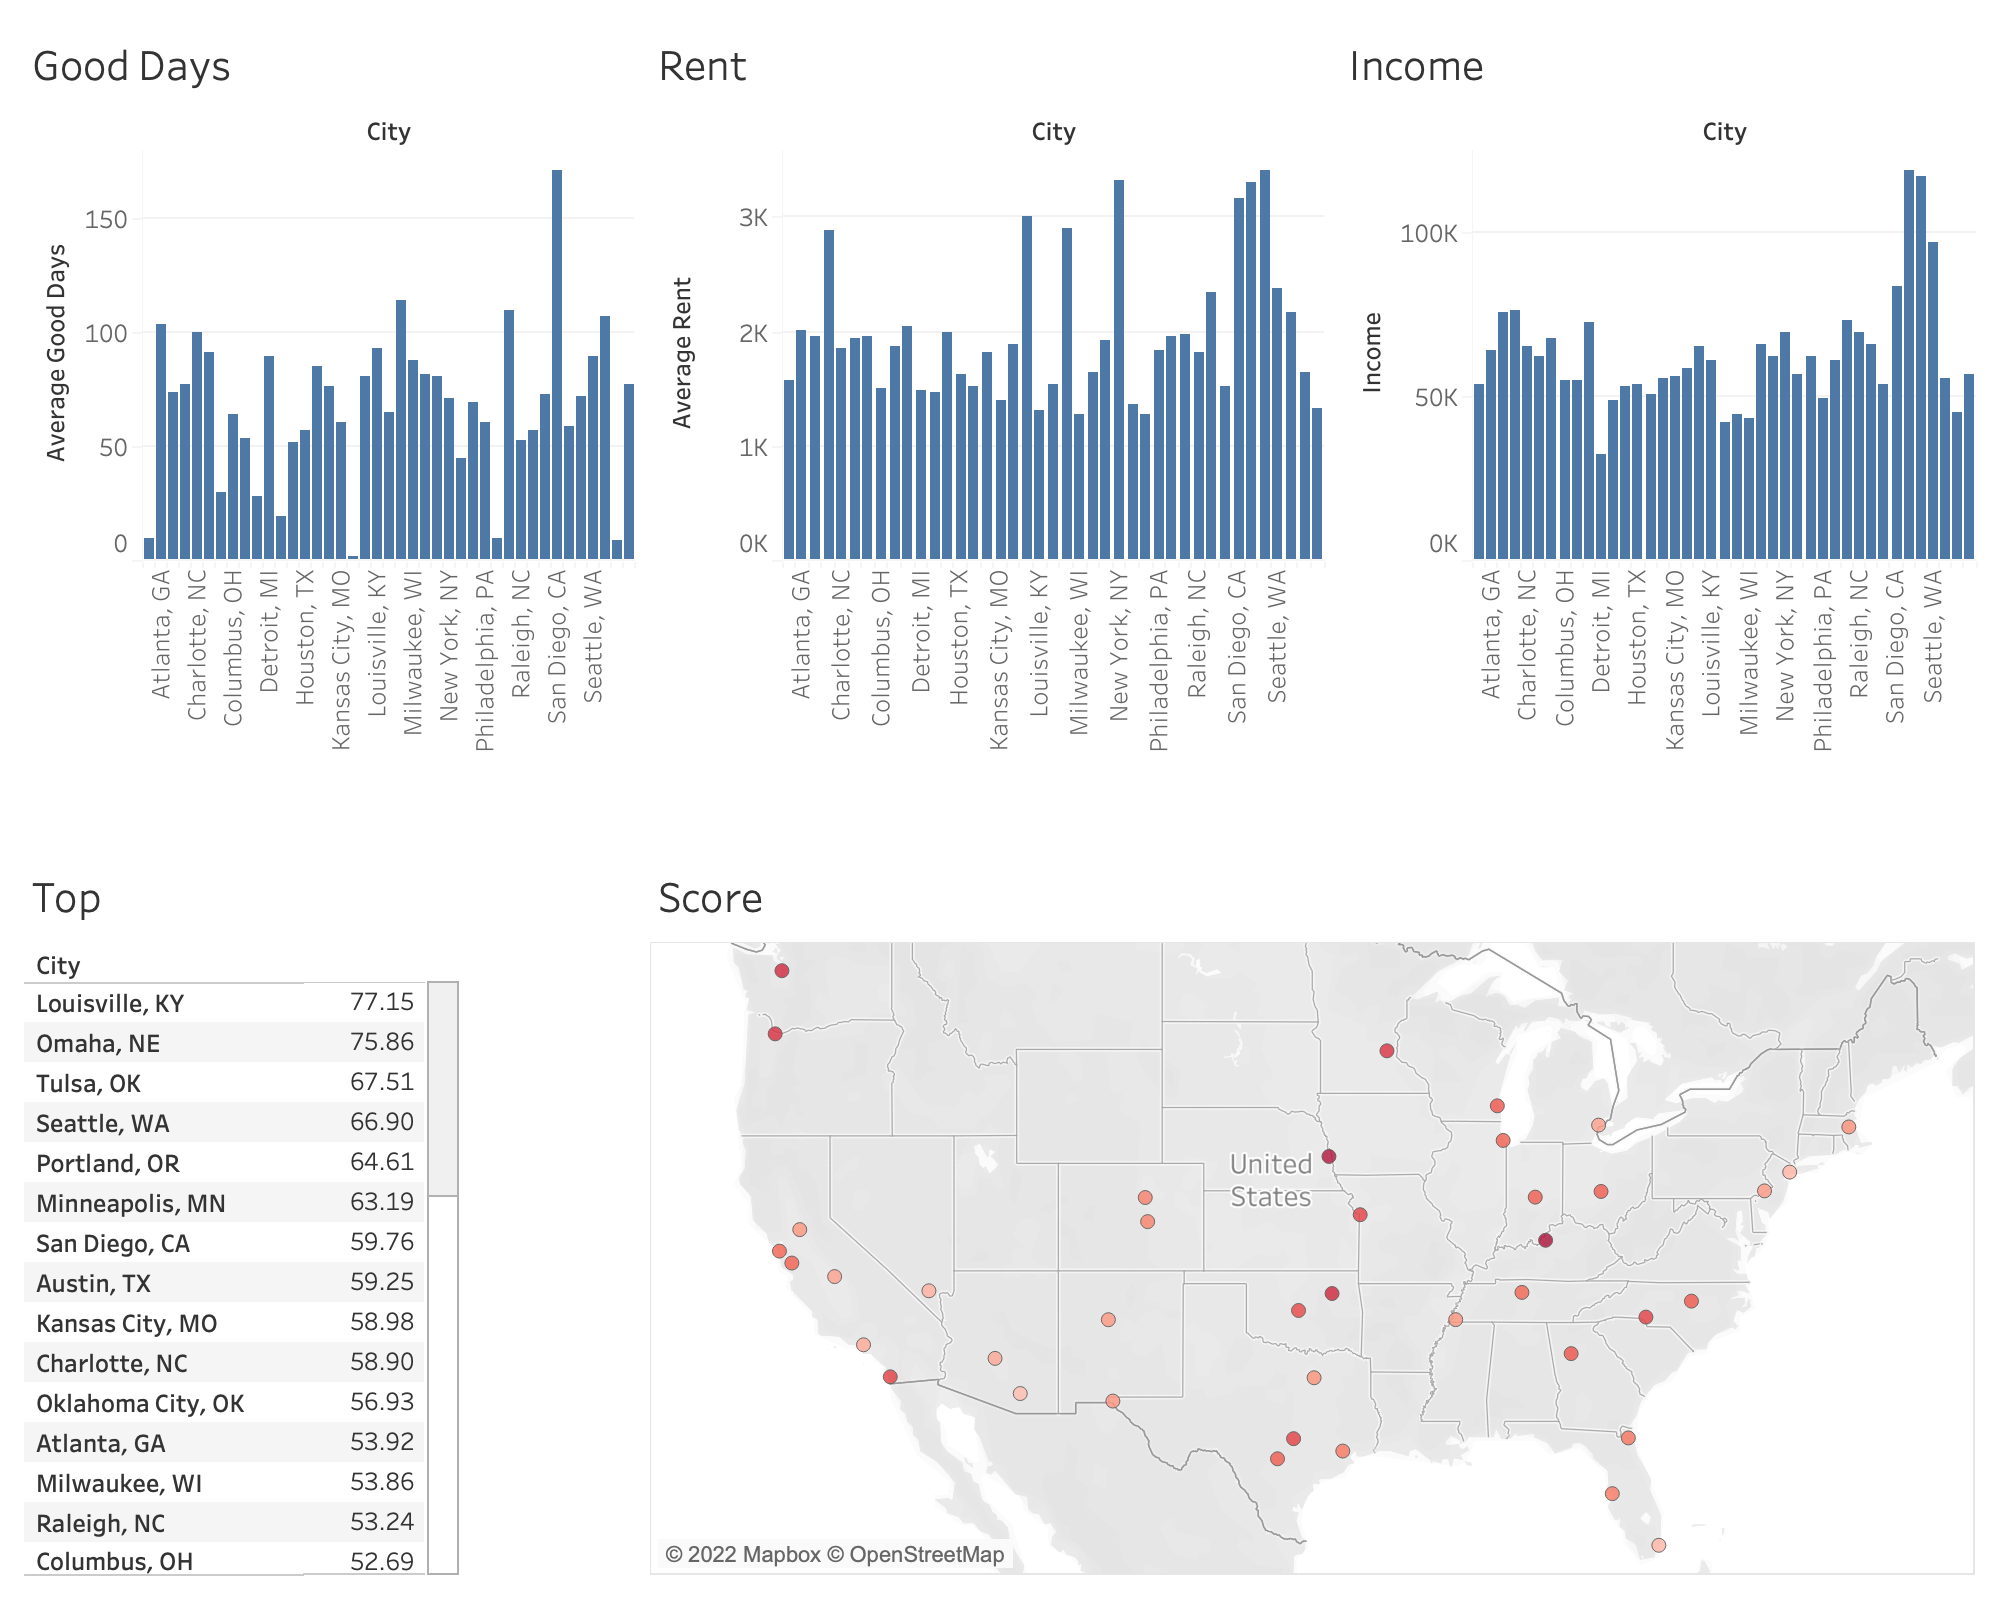 Good Days
Rent
Income
City
City
City
Average Good Days
150
100
50
0
Atlanta, GA
Charlotte, NC
Columbus, OH
Detroit, MI
Houston, TX
Kansas City, MO
Louisville, KY
Milwaukee, WI
New York, NY
Philadelphia, PA
Raleigh, NC
San Diego, CA
Seattle, WA
Average Rent
3K
2K
1K
0K
Atlanta, GA
Charlotte, NC
Columbus, OH
Detroit, MI
Houston, TX
Kansas City, MO
Louisville, KY
Milwaukee, WI
New York, NY
Philadelphia, PA
Raleigh, NC
San Diego, CA
Seattle, WA
Income
100K
50K
0K
Atlanta, GA
Charlotte, NC
Columbus, OH
Detroit, MI
Houston, TX
Kansas City, MO
Louisville, KY
Milwaukee, WI
New York, NY
Philadelphia, PA
Raleigh, NC
San Diego, CA
Seattle, WA
Top
City
Louisville, KY 77.15
Omaha, NE 75.86
Tulsa, OK 67.51
Seattle, WA 66.90
Portland, OR 64.61
Minneapolis, MN 63.19
San Diego, CA 59.76
Austin, TX 59.25
Kansas City, MO 58.98
Charlotte, NC 58.90
Oklahoma City, OK 56.93
Atlanta, GA 53.92
Milwaukee, WI 53.86
Raleigh, NC 53.24
Columbus, OH 52.69
Score
United
States
© 2022 Mapbox © OpenStreetMap